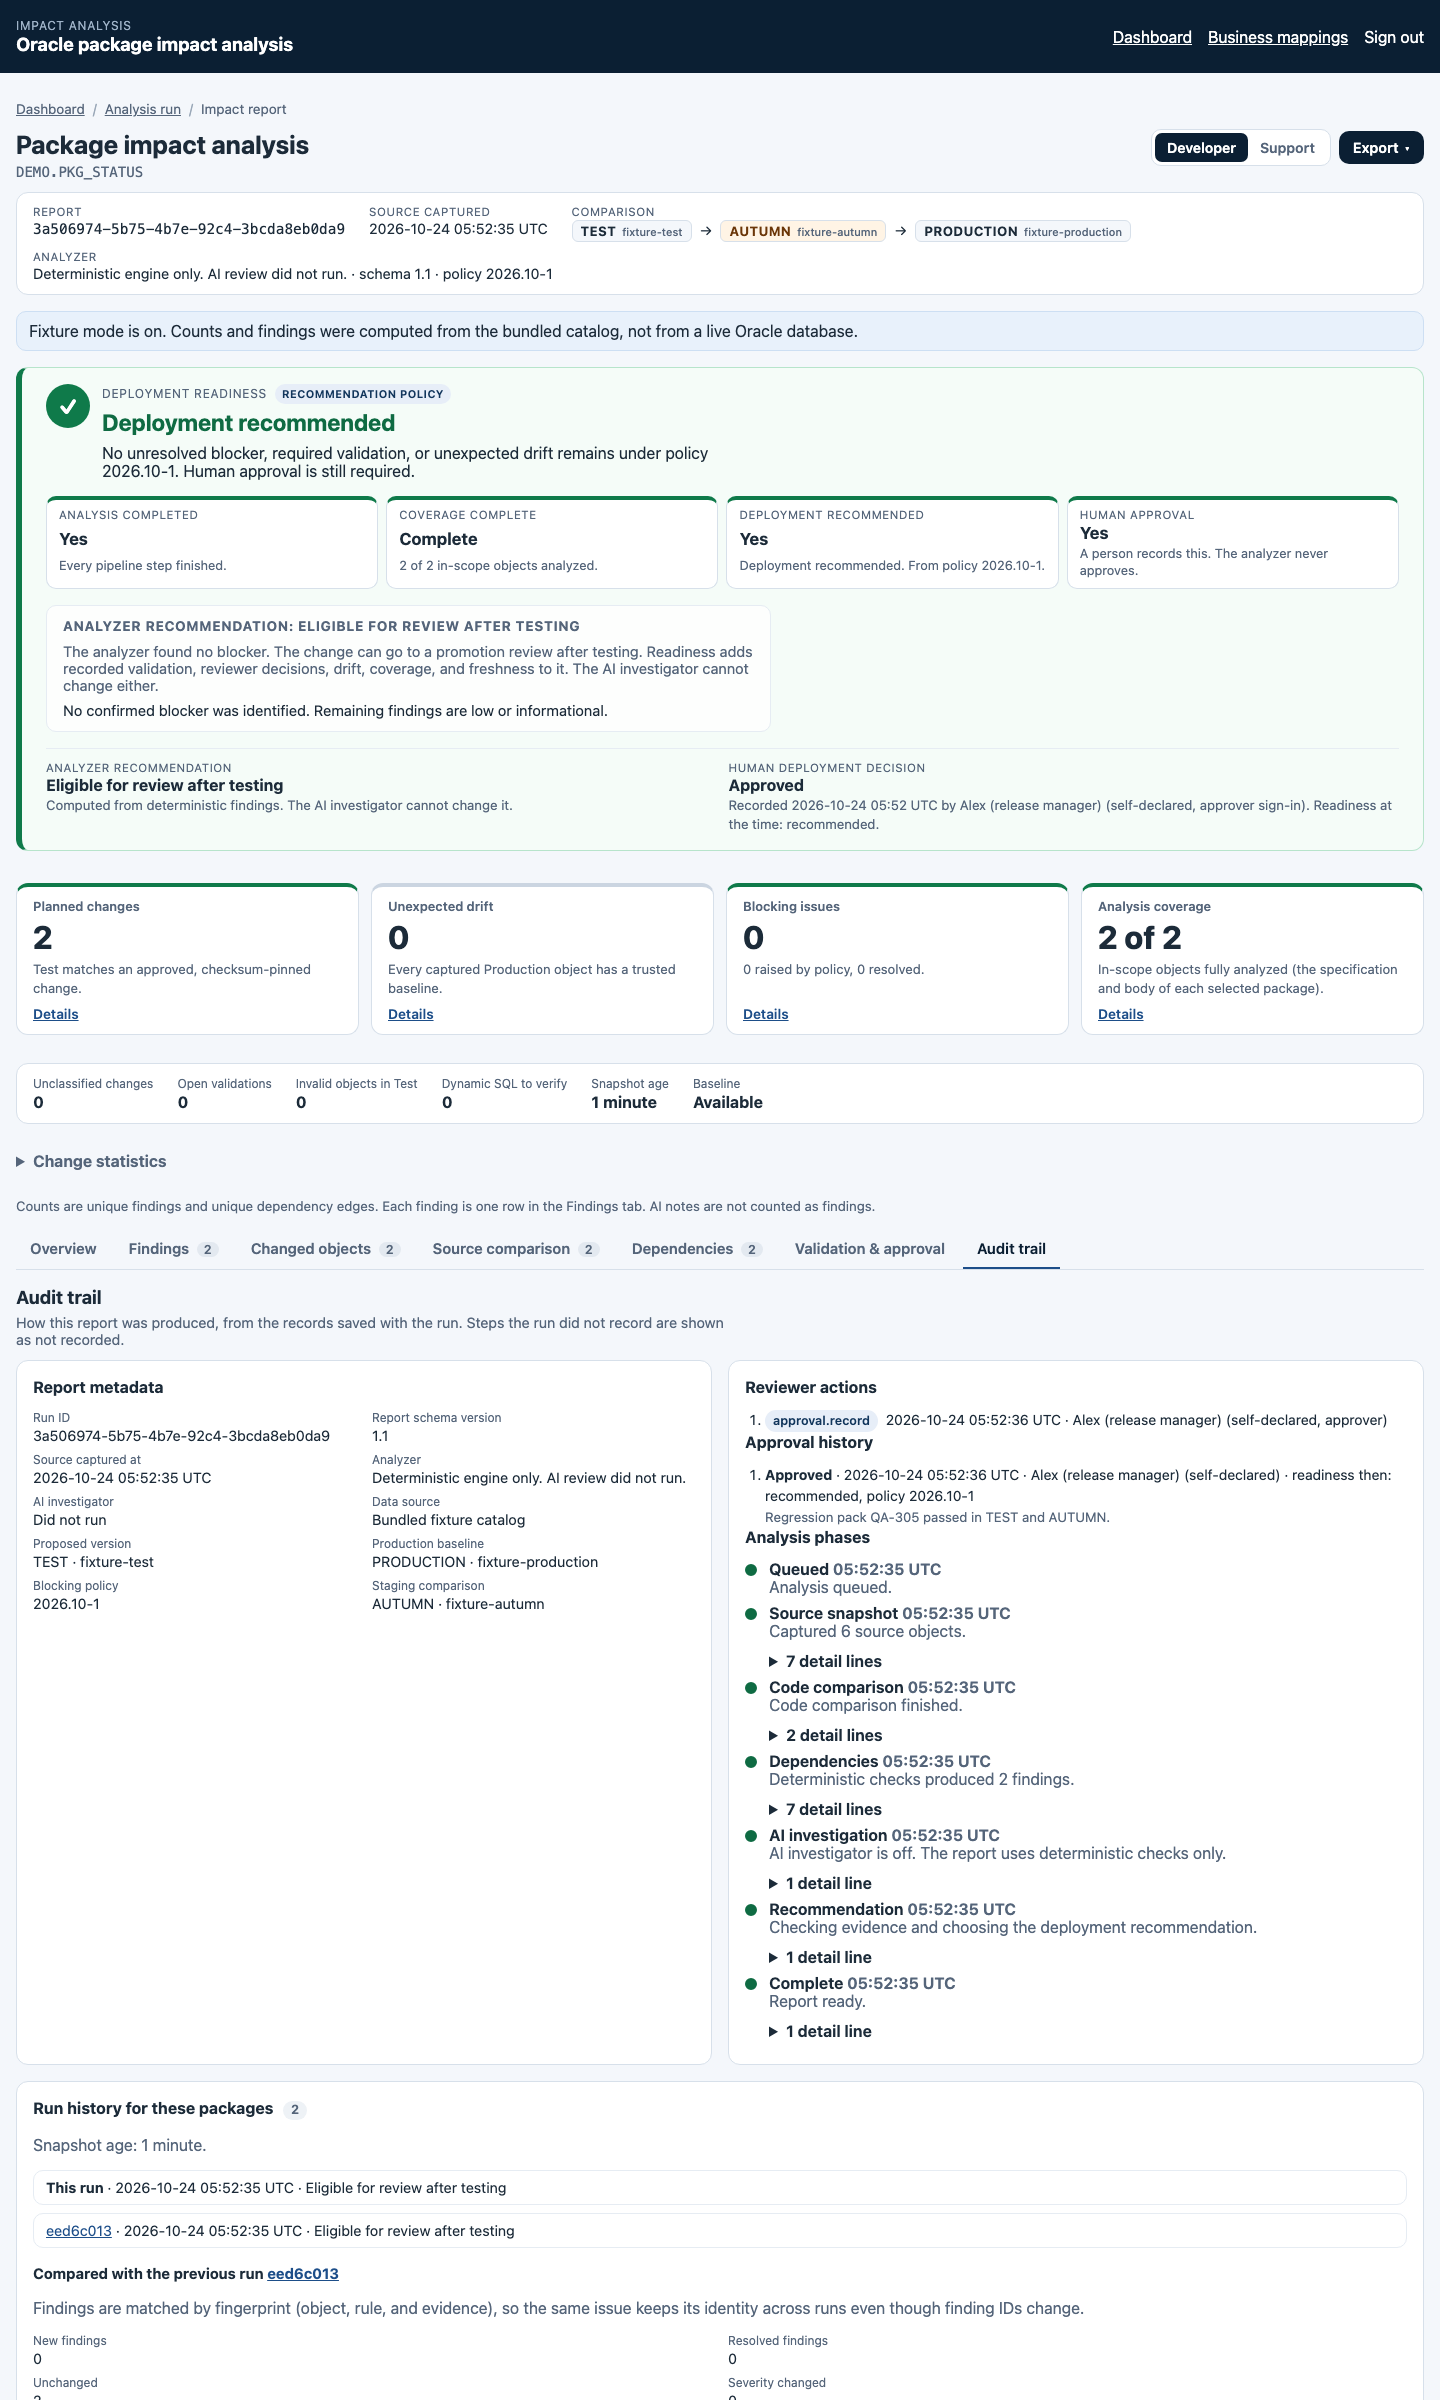 IMPACT ANALYSIS
Oracle package impact analysis
Dashboard Business mappings Sign out
Dashboard / Analysis run / Impact report
Package impact analysis
DEMO.PKG_STATUS
Developer Support Export
REPORT
3a506974-5b75-4b7e-92c4-3bcda8eb0da9
SOURCE CAPTURED
2026-10-24 05:52:35 UTC
COMPARISON
TEST fixture-test → AUTUMN fixture-autumn → PRODUCTION fixture-production
ANALYZER
Deterministic engine only. AI review did not run. · schema 1.1 · policy 2026.10-1
Fixture mode is on. Counts and findings were computed from the bundled catalog, not from a live Oracle database.
DEPLOYMENT READINESS RECOMMENDATION POLICY
Deployment recommended
No unresolved blocker, required validation, or unexpected drift remains under policy
2026.10-1. Human approval is still required.
ANALYSIS COMPLETED
Yes
Every pipeline step finished.
COVERAGE COMPLETE
Complete
2 of 2 in-scope objects analyzed.
DEPLOYMENT RECOMMENDED
Yes
Deployment recommended. From policy 2026.10-1.
HUMAN APPROVAL
Yes
A person records this. The analyzer never
approves.
ANALYZER RECOMMENDATION: ELIGIBLE FOR REVIEW AFTER TESTING
The analyzer found no blocker. The change can go to a promotion review after testing. Readiness adds
recorded validation, reviewer decisions, drift, coverage, and freshness to it. The AI investigator cannot
change either.
No confirmed blocker was identified. Remaining findings are low or informational.
ANALYZER RECOMMENDATION
Eligible for review after testing
Computed from deterministic findings. The AI investigator cannot change it.
HUMAN DEPLOYMENT DECISION
Approved
Recorded 2026-10-24 05:52 UTC by Alex (release manager) (self-declared, approver sign-in). Readiness at
the time: recommended.
Planned changes
2
Test matches an approved, checksum-pinned
change.
Details
Unexpected drift
0
Every captured Production object has a trusted
baseline.
Details
Blocking issues
0
0 raised by policy, 0 resolved.
Details
Analysis coverage
2 of 2
In-scope objects fully analyzed (the specification
and body of each selected package).
Details
Unclassified changes
0
Open validations
0
Invalid objects in Test
0
Dynamic SQL to verify
0
Snapshot age
1 minute
Baseline
Available
Change statistics
Counts are unique findings and unique dependency edges. Each finding is one row in the Findings tab. AI notes are not counted as findings.
Overview Findings 2 Changed objects 2 Source comparison 2 Dependencies 2 Validation & approval Audit trail
Audit trail
How this report was produced, from the records saved with the run. Steps the run did not record are shown
as not recorded.
Report metadata
Run ID
3a506974-5b75-4b7e-92c4-3bcda8eb0da9
Report schema version
1.1
Source captured at
2026-10-24 05:52:35 UTC
Analyzer
Deterministic engine only. AI review did not run.
AI investigator
Did not run
Data source
Bundled fixture catalog
Proposed version
TEST · fixture-test
Production baseline
PRODUCTION · fixture-production
Blocking policy
2026.10-1
Staging comparison
AUTUMN · fixture-autumn
Reviewer actions
1. approval.record 2026-10-24 05:52:36 UTC · Alex (release manager) (self-declared, approver)
Approval history
1. Approved · 2026-10-24 05:52:36 UTC · Alex (release manager) (self-declared) · readiness then:
recommended, policy 2026.10-1
Regression pack QA-305 passed in TEST and AUTUMN.
Analysis phases
Queued 05:52:35 UTC
Analysis queued.
Source snapshot 05:52:35 UTC
Captured 6 source objects.
7 detail lines
Code comparison 05:52:35 UTC
Code comparison finished.
2 detail lines
Dependencies 05:52:35 UTC
Deterministic checks produced 2 findings.
7 detail lines
AI investigation 05:52:35 UTC
AI investigator is off. The report uses deterministic checks only.
1 detail line
Recommendation 05:52:35 UTC
Checking evidence and choosing the deployment recommendation.
1 detail line
Complete 05:52:35 UTC
Report ready.
1 detail line
Run history for these packages 2
Snapshot age: 1 minute.
This run · 2026-10-24 05:52:35 UTC · Eligible for review after testing
eed6c013 · 2026-10-24 05:52:35 UTC · Eligible for review after testing
Compared with the previous run eed6c013
Findings are matched by fingerprint (object, rule, and evidence), so the same issue keeps its identity across runs even though finding IDs change.
New findings
0
Resolved findings
0
Unchanged
Severity changed